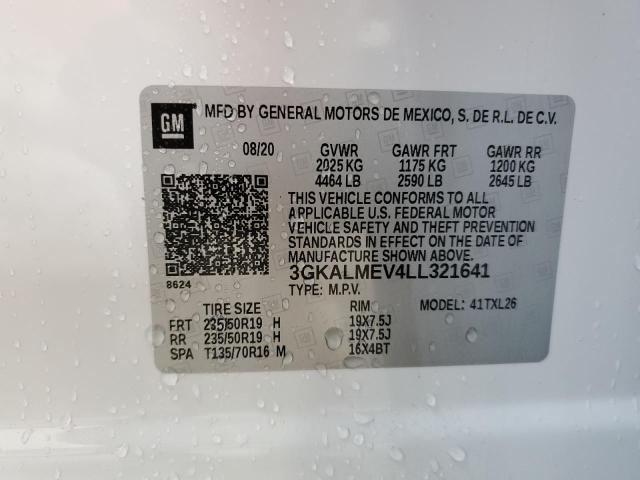 GM MFD BY GENERAL MOTORS DE MEXICO, S. DE R.L. DE C.V.
08/20 GVWR GAWR FRT GAWR RR
2025 KG 1175 KG 1200 KG
4464 LB 2590 LB 2645 LB
THIS VEHICLE CONFORMS TO ALL
APPLICABLE U.S. FEDERAL MOTOR
VEHICLE SAFETY AND THEFT PREVENTION
STANDARDS IN EFFECT ON THE DATE OF
MANUFACTURE SHOWN ABOVE.
3GKALMEV4LL321641
8624 TYPE: M.P.V. MODEL: 41TXL26
TIRE SIZE RIM
FRT 235/50R19 H 19X7.5J
RR 235/50R19 H 19X7.5J
SPA T135/70R16 M 16X4BT